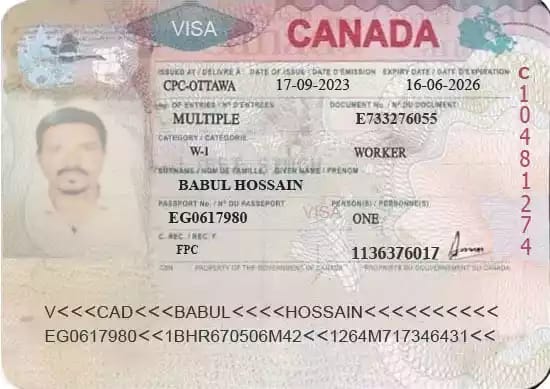 VISA CANADA
ISSUED AT / DÉLIVRÉ À DATE OF ISSUE / DATE D'ÉMISSION EXPIRY DATE / DATE D'EXPIRATION
CPC-OTTAWA 17-09-2023 16-06-2026
No. OF ENTRIES / N° D'ENTRÉES DOCUMENT No / N° DU DOCUMENT
MULTIPLE E733276055
CATEGORY / CATÉGORIE
W-1 WORKER
SURNAME / NOM DE FAMILLE, GIVEN NAME / PRÉNOM
BABUL HOSSAIN
PASSPORT No. / N° DU PASSEPORT PERSON(S) / PERSONNE(S)
EG0617980 VISA ONE
C. REC. / REC. F.
FPC 1136376017
CDN PROPERTY OF THE GOVERNMENT OF CANADA PROPRIÉTÉ DU GOUVERNEMENT DU CANADA
C10481274
V<<<CAD<<<BABUL<<<<HOSSAIN<<<<<<<<<<
EG0617980<<1BHR670506M42<<1264M717346431<<